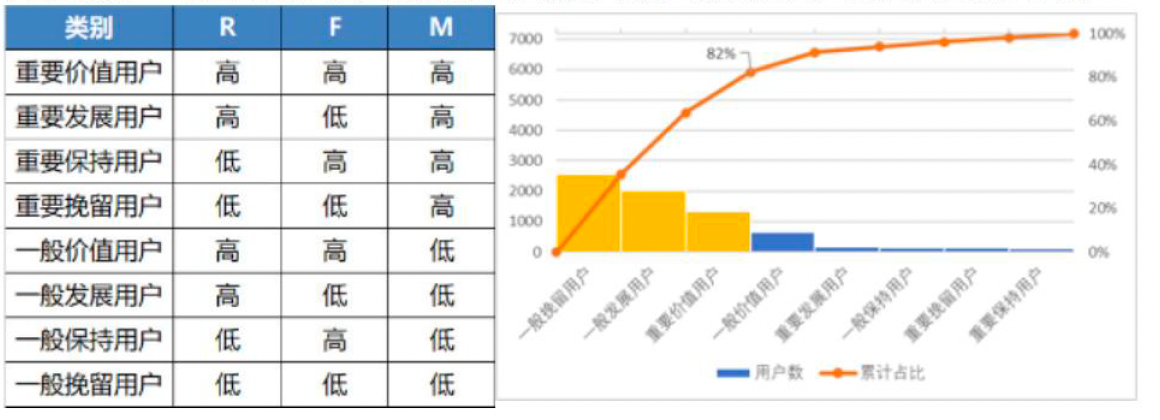 类别 R F M
重要价值用户 高 高 高
重要发展用户 高 低 高
重要保持用户 低 高 高
重要挽留用户 低 低 高
一般价值用户 高 高 低
一般发展用户 高 低 低
一般保持用户 低 高 低
一般挽留用户 低 低 低
7000
6000
5000
4000
3000
2000
1000
0
82%
100%
80%
60%
40%
20%
0%
一般挽留用户
一般发展用户
重要价值用户
一般价值用户
重要发展用户
一般保持用户
重要挽留用户
重要保持用户
用户数 累计占比